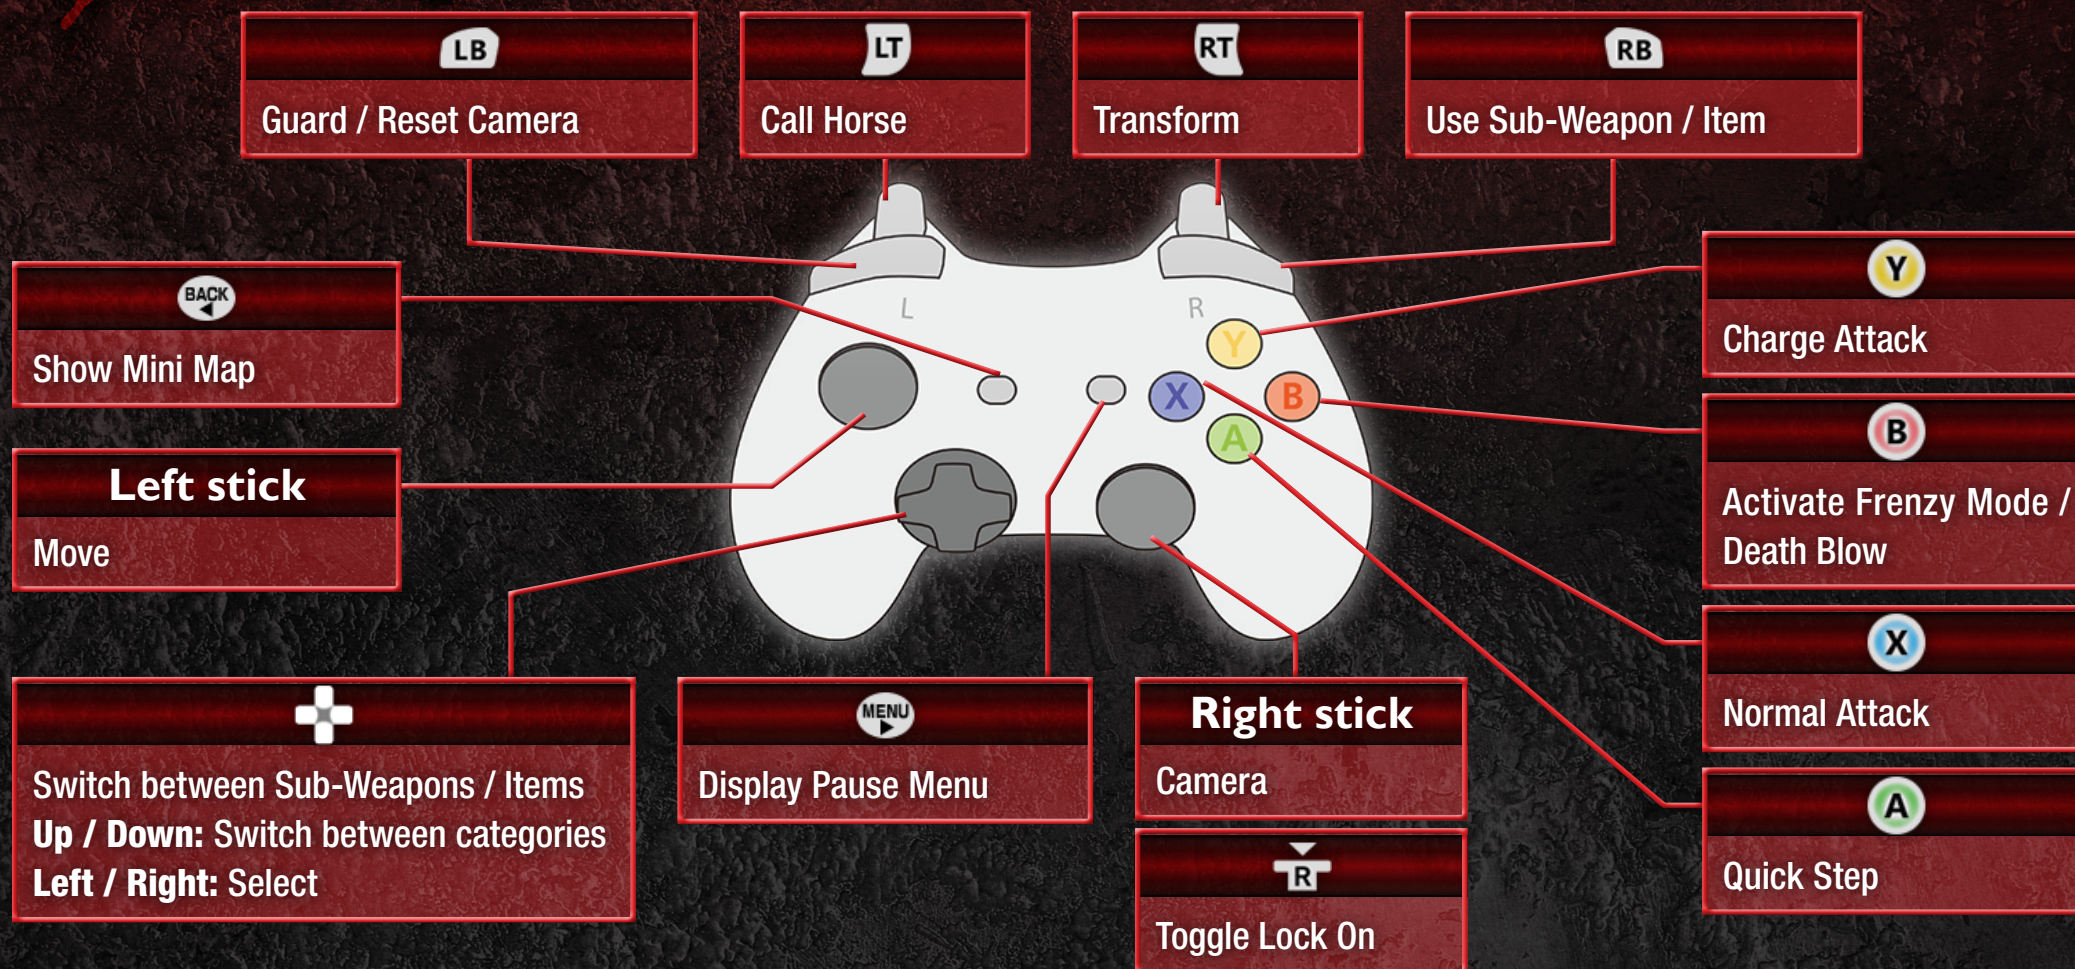 LB
Guard / Reset Camera
LT
Call Horse
RT
Transform
RB
Use Sub-Weapon / Item
BACK
Show Mini Map
Left stick
Move
L
R
Y
X
B
A
Y
Charge Attack
B
Activate Frenzy Mode /
Death Blow
X
Normal Attack
A
Quick Step
Switch between Sub-Weapons / Items
Up / Down: Switch between categories
Left / Right: Select
MENU
Display Pause Menu
Right stick
Camera
R
Toggle Lock On